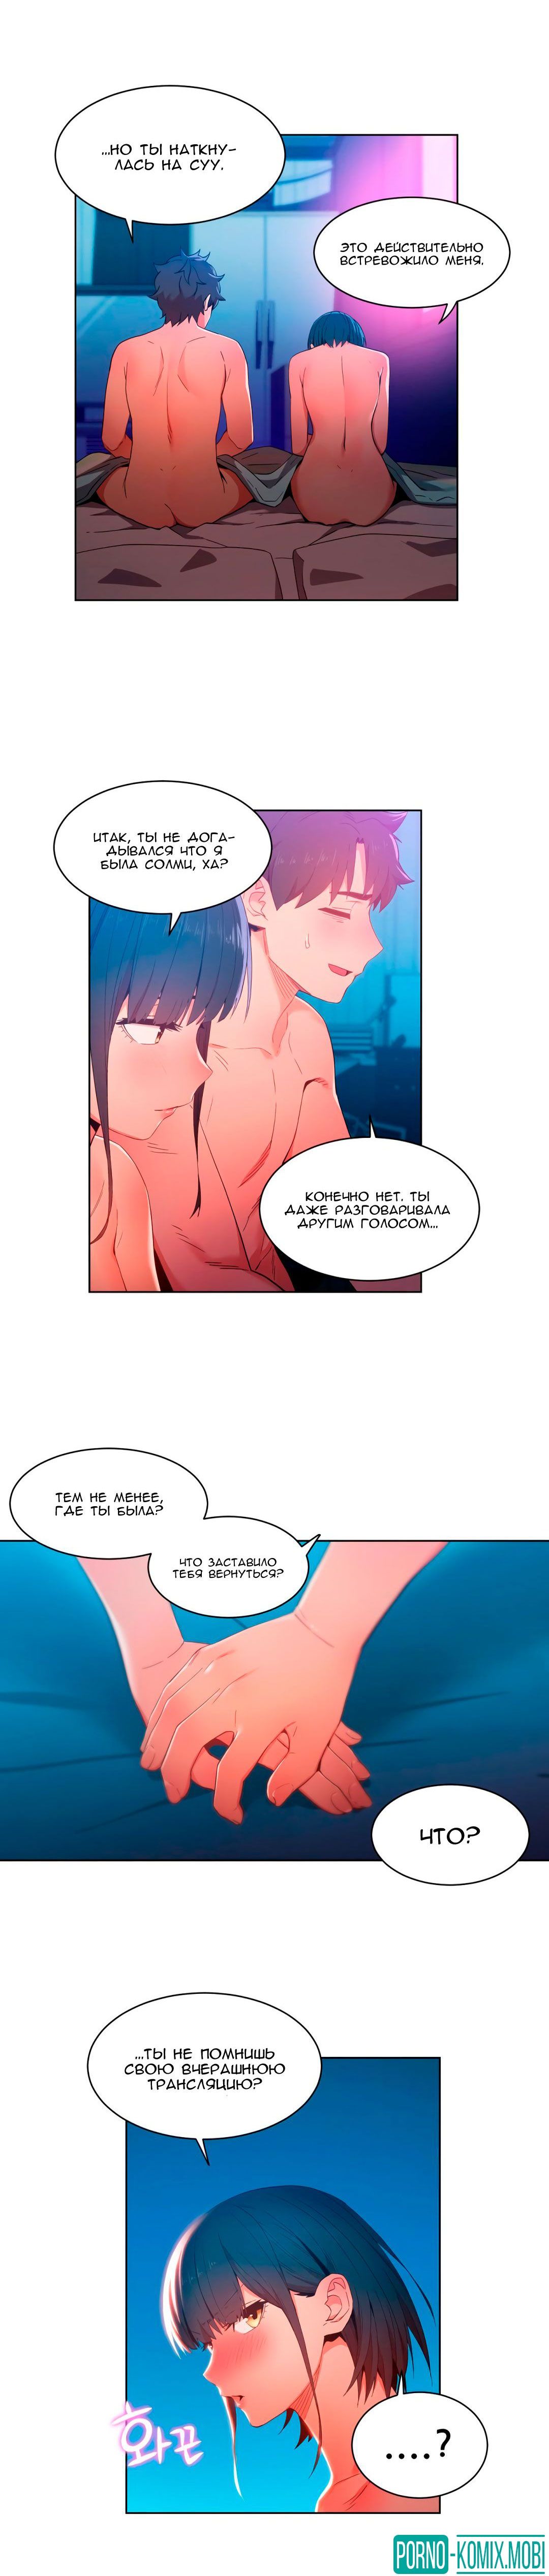 ...НО ТЫ НАТКНУ-
ЛАСЬ НА СУУ.
ЭТО ДЕЙСТВИТЕЛЬНО
ВСТРЕВОЖИЛО МЕНЯ.
ИТАК, ТЫ НЕ ДОГА-
ДЫВАЛСЯ ЧТО Я
БЫЛА СОЛМИ, ХА?
КОНЕЧНО НЕТ. ТЫ
ДАЖЕ РАЗГОВАРИВАЛА
ДРУГИМ ГОЛОСОМ...
ТЕМ НЕ МЕНЕЕ,
ГДЕ ТЫ БЫЛА?
ЧТО ЗАСТАВИЛО
ТЕБЯ ВЕРНУТЬСЯ?
ЧТО?
...ТЫ НЕ ПОМНИШЬ
СВОЮ ВЧЕРАШНЮЮ
ТРАНСЛЯЦИЮ?
화끈
....?
PORNO-KOMIX.MOBI